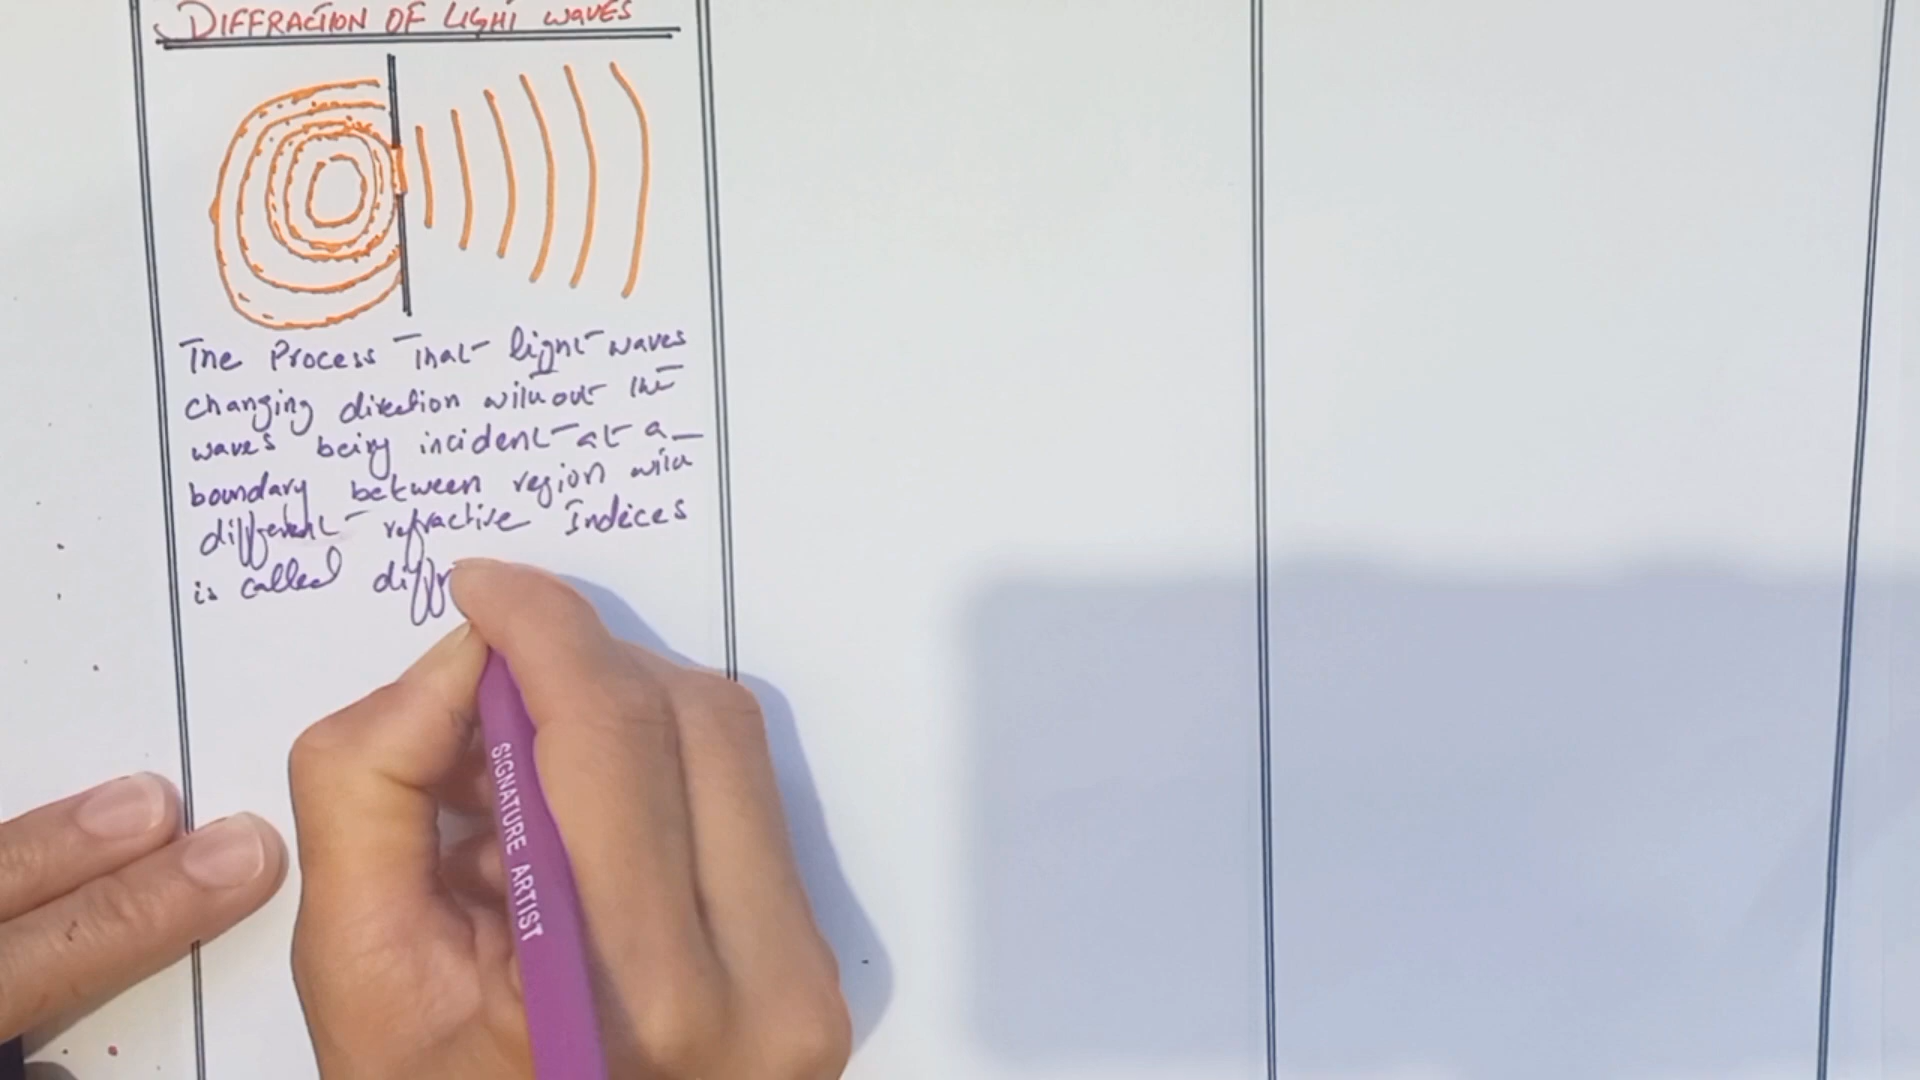 DIFFRACTION OF LIGHT WAVES
The Process That light waves
changing direction without the
waves being incident at a
boundary between region with
different refractive Indices
is called diffr
SIGNATURE ARTIST